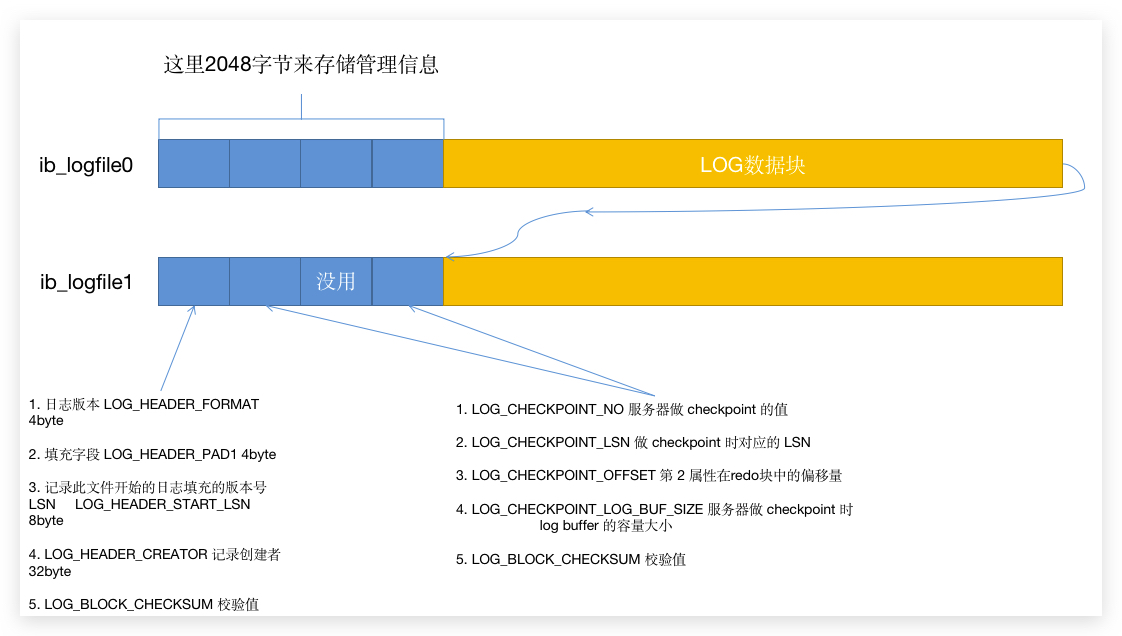 这里2048字节来存储管理信息
ib_logfile0
LOG数据块
ib_logfile1
没用
1. 日志版本 LOG_HEADER_FORMAT
4byte
2. 填充字段 LOG_HEADER_PAD1 4byte
3. 记录此文件开始的日志填充的版本号
LSN LOG_HEADER_START_LSN
8byte
4. LOG_HEADER_CREATOR 记录创建者
32byte
5. LOG_BLOCK_CHECKSUM 校验值
1. LOG_CHECKPOINT_NO 服务器做 checkpoint 的值
2. LOG_CHECKPOINT_LSN 做 checkpoint 时对应的 LSN
3. LOG_CHECKPOINT_OFFSET 第 2 属性在redo块中的偏移量
4. LOG_CHECKPOINT_LOG_BUF_SIZE 服务器做 checkpoint 时
log buffer 的容量大小
5. LOG_BLOCK_CHECKSUM 校验值